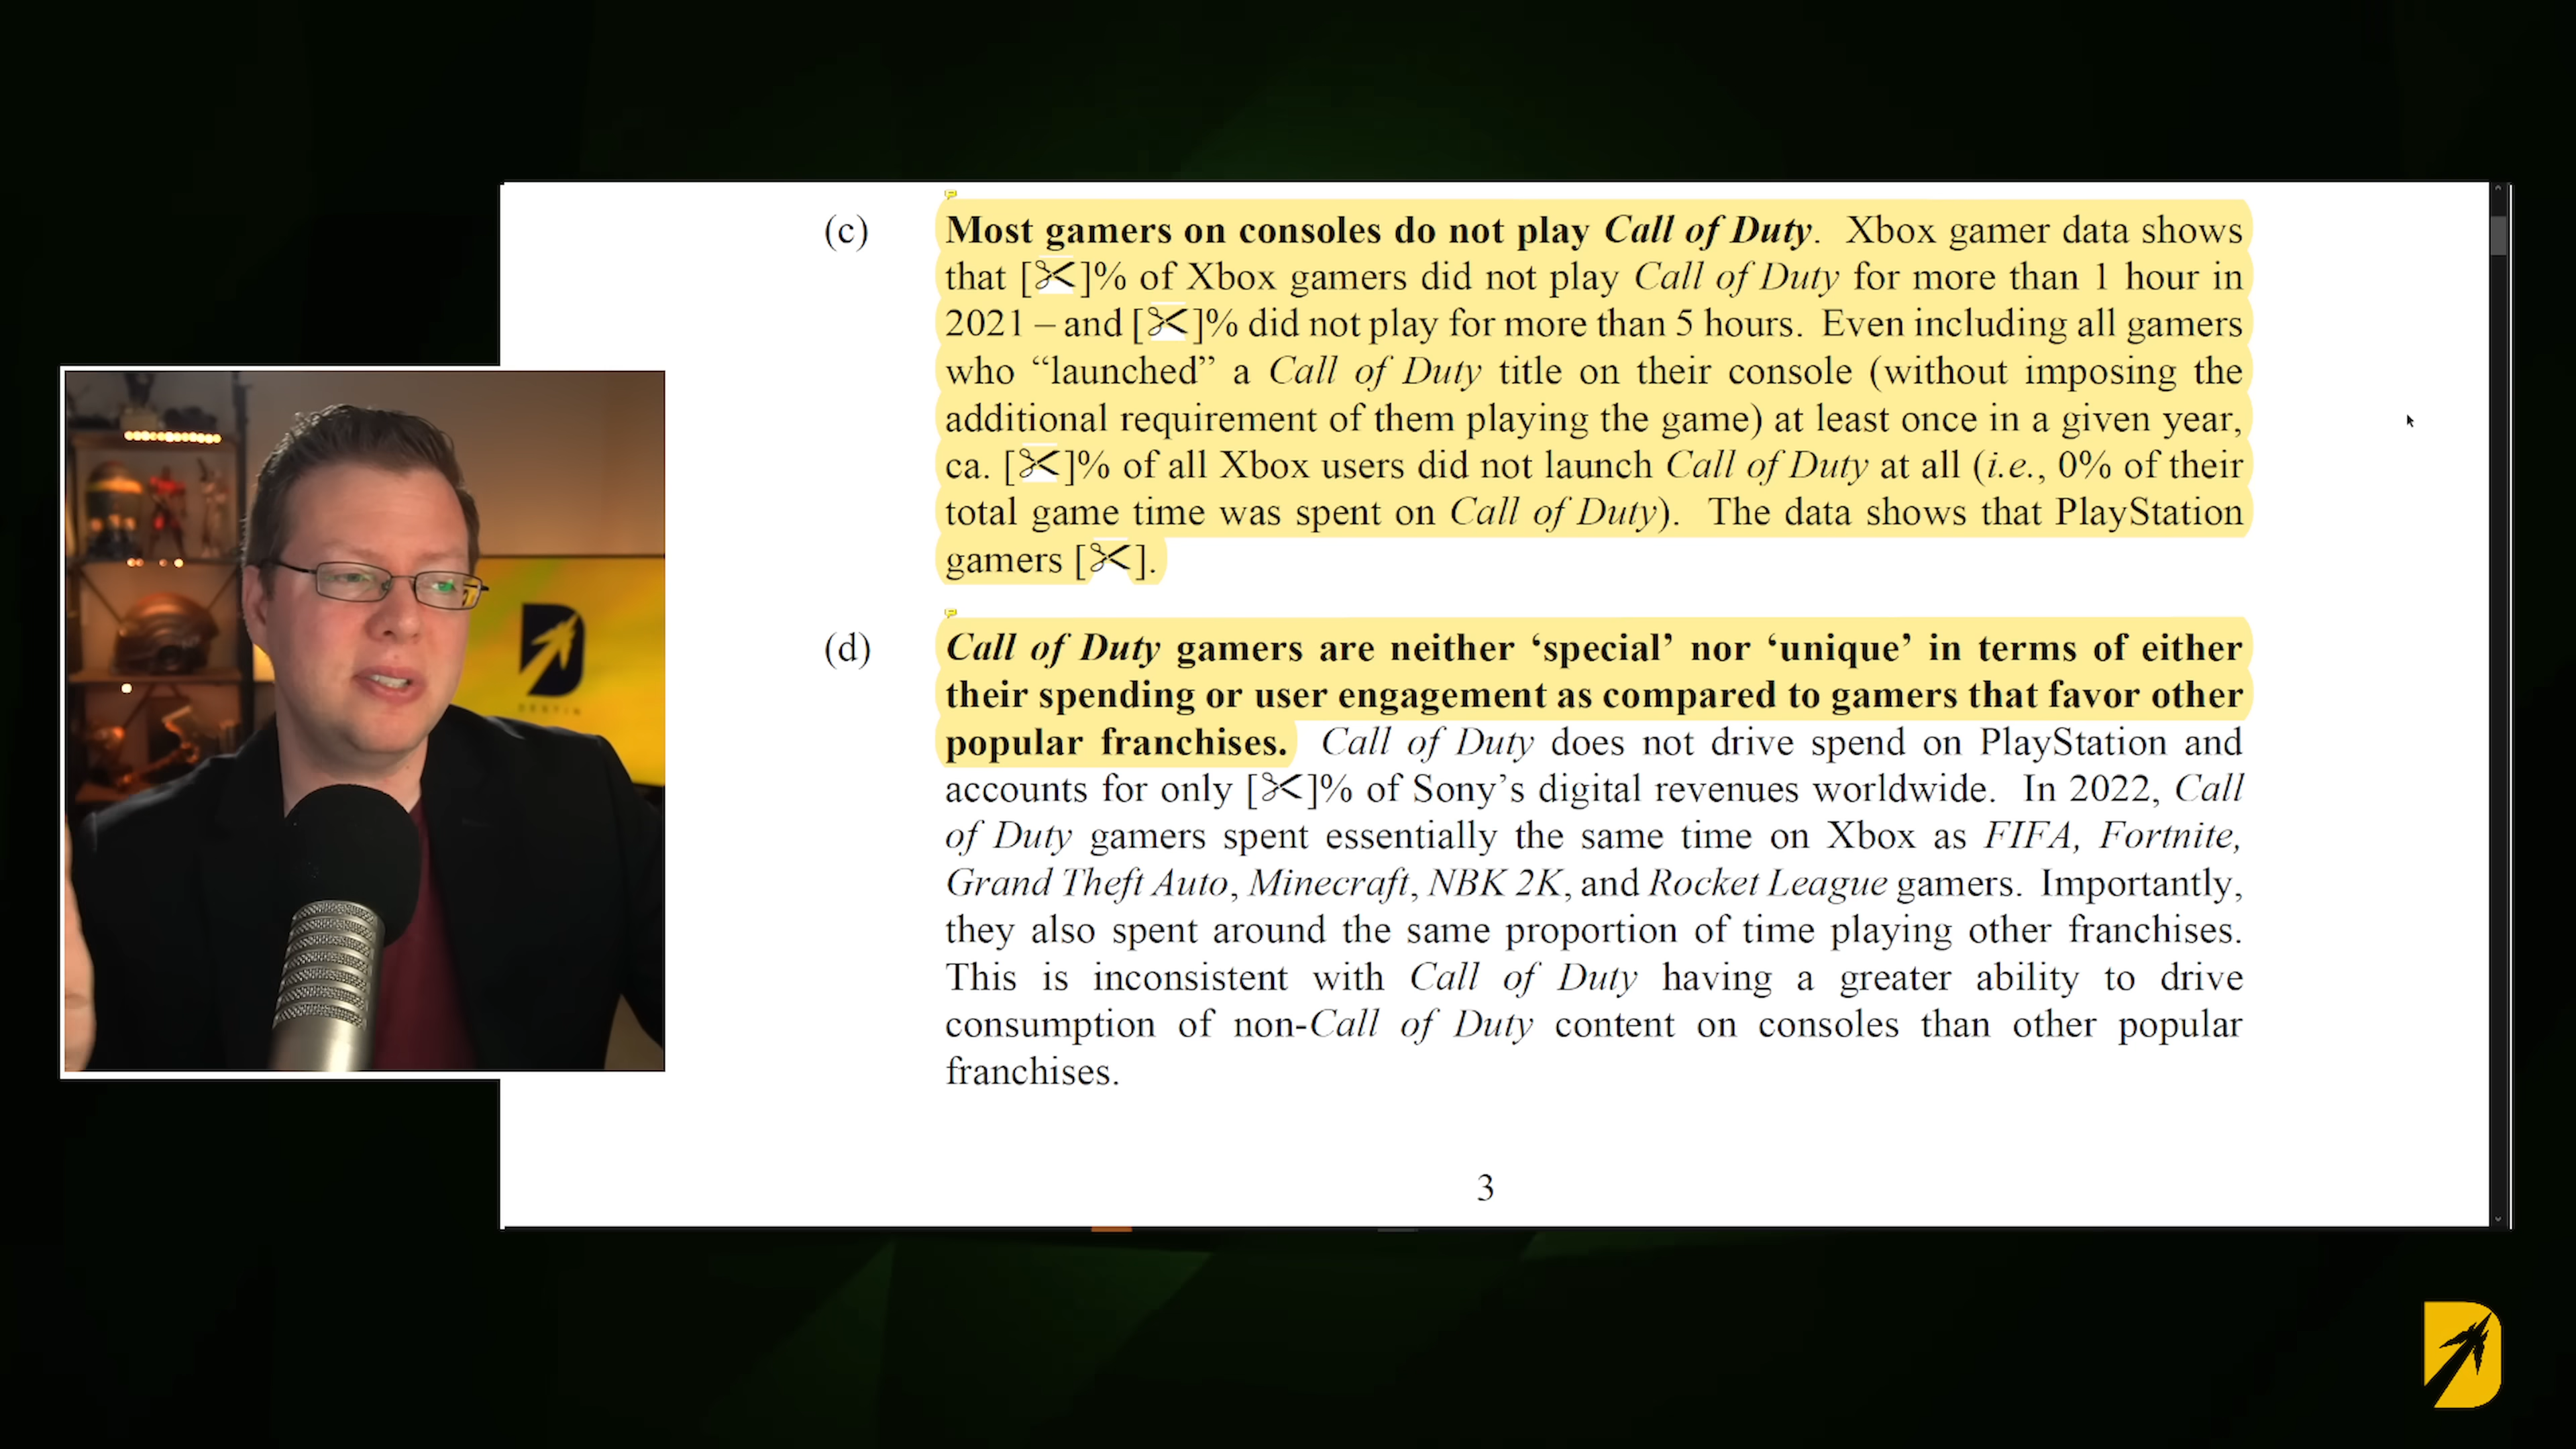 (c) Most gamers on consoles do not play Call of Duty. Xbox gamer data shows
that [✂]% of Xbox gamers did not play Call of Duty for more than 1 hour in
2021 – and [✂]% did not play for more than 5 hours. Even including all gamers
who “launched” a Call of Duty title on their console (without imposing the
additional requirement of them playing the game) at least once in a given year,
ca. [✂]% of all Xbox users did not launch Call of Duty at all (i.e., 0% of their
total game time was spent on Call of Duty). The data shows that PlayStation
gamers [✂].
(d) Call of Duty gamers are neither ‘special’ nor ‘unique’ in terms of either
their spending or user engagement as compared to gamers that favor other
popular franchises. Call of Duty does not drive spend on PlayStation and
accounts for only [✂]% of Sony’s digital revenues worldwide. In 2022, Call
of Duty gamers spent essentially the same time on Xbox as FIFA, Fortnite,
Grand Theft Auto, Minecraft, NBK 2K, and Rocket League gamers. Importantly,
they also spent around the same proportion of time playing other franchises.
This is inconsistent with Call of Duty having a greater ability to drive
consumption of non-Call of Duty content on consoles than other popular
franchises.
3
D
DESTIN
D